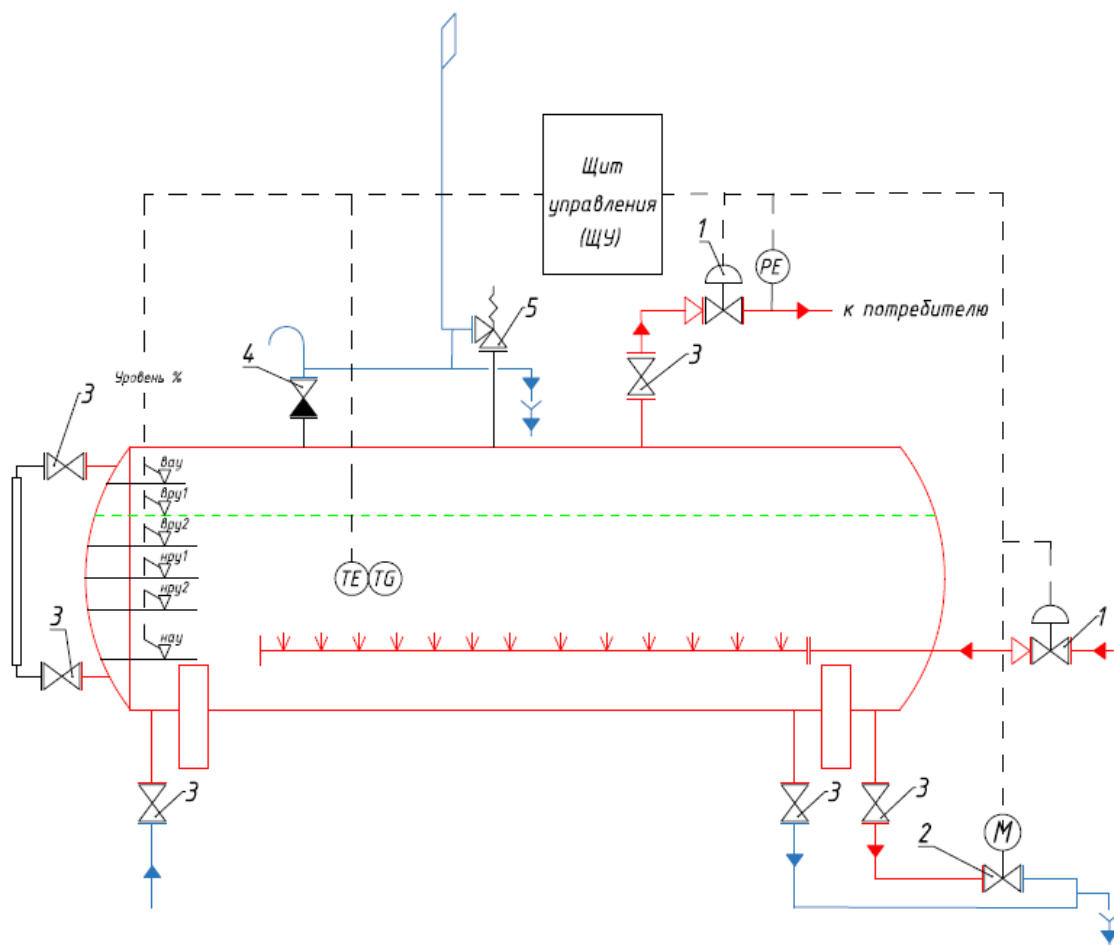 Щит
управления
(ЩУ)
1
PE
к потребителю
5
4
3
Уровень %
3
вау
вру1
вру2
нру1
нру2
нау
TE TG
3
1
3
3
3
2
M